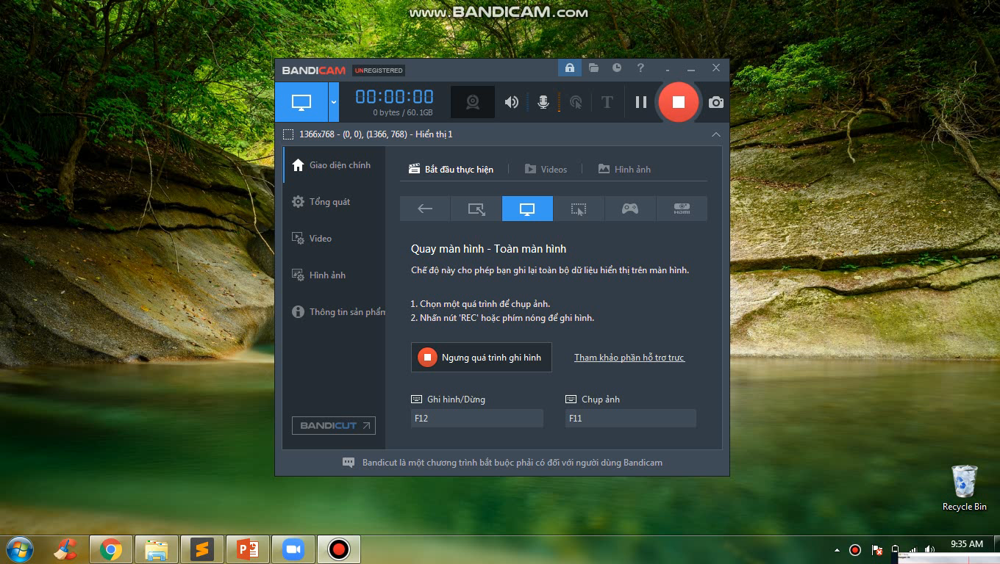 www.BANDICAM.com
BANDICAM UNREGISTERED
00:00:00
0 bytes / 60.1GB
1366x768 - (0, 0), (1366, 768) - Hiển thị 1
Giao diện chính
Tổng quát
Video
Hình ảnh
Thông tin sản phẩm
BANDICUT
Bắt đầu thực hiện
Videos
Hình ảnh
HDMI
Quay màn hình - Toàn màn hình
Chế độ này cho phép bạn ghi lại toàn bộ dữ liệu hiển thị trên màn hình.
1. Chọn một quá trình để chụp ảnh.
2. Nhấn nút 'REC' hoặc phím nóng để ghi hình.
Ngưng quá trình ghi hình
Tham khảo phần hỗ trợ trực
Ghi hình/Dừng
F12
Chụp ảnh
F11
Bandicut là một chương trình bắt buộc phải có đối với người dùng Bandicam
Recycle Bin
9:35 AM